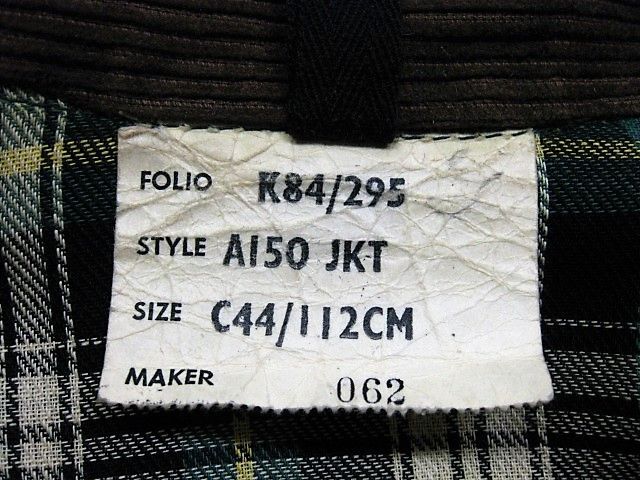 FOLIO K84/295
STYLE A150 JKT
SIZE C44/112CM
MAKER 062